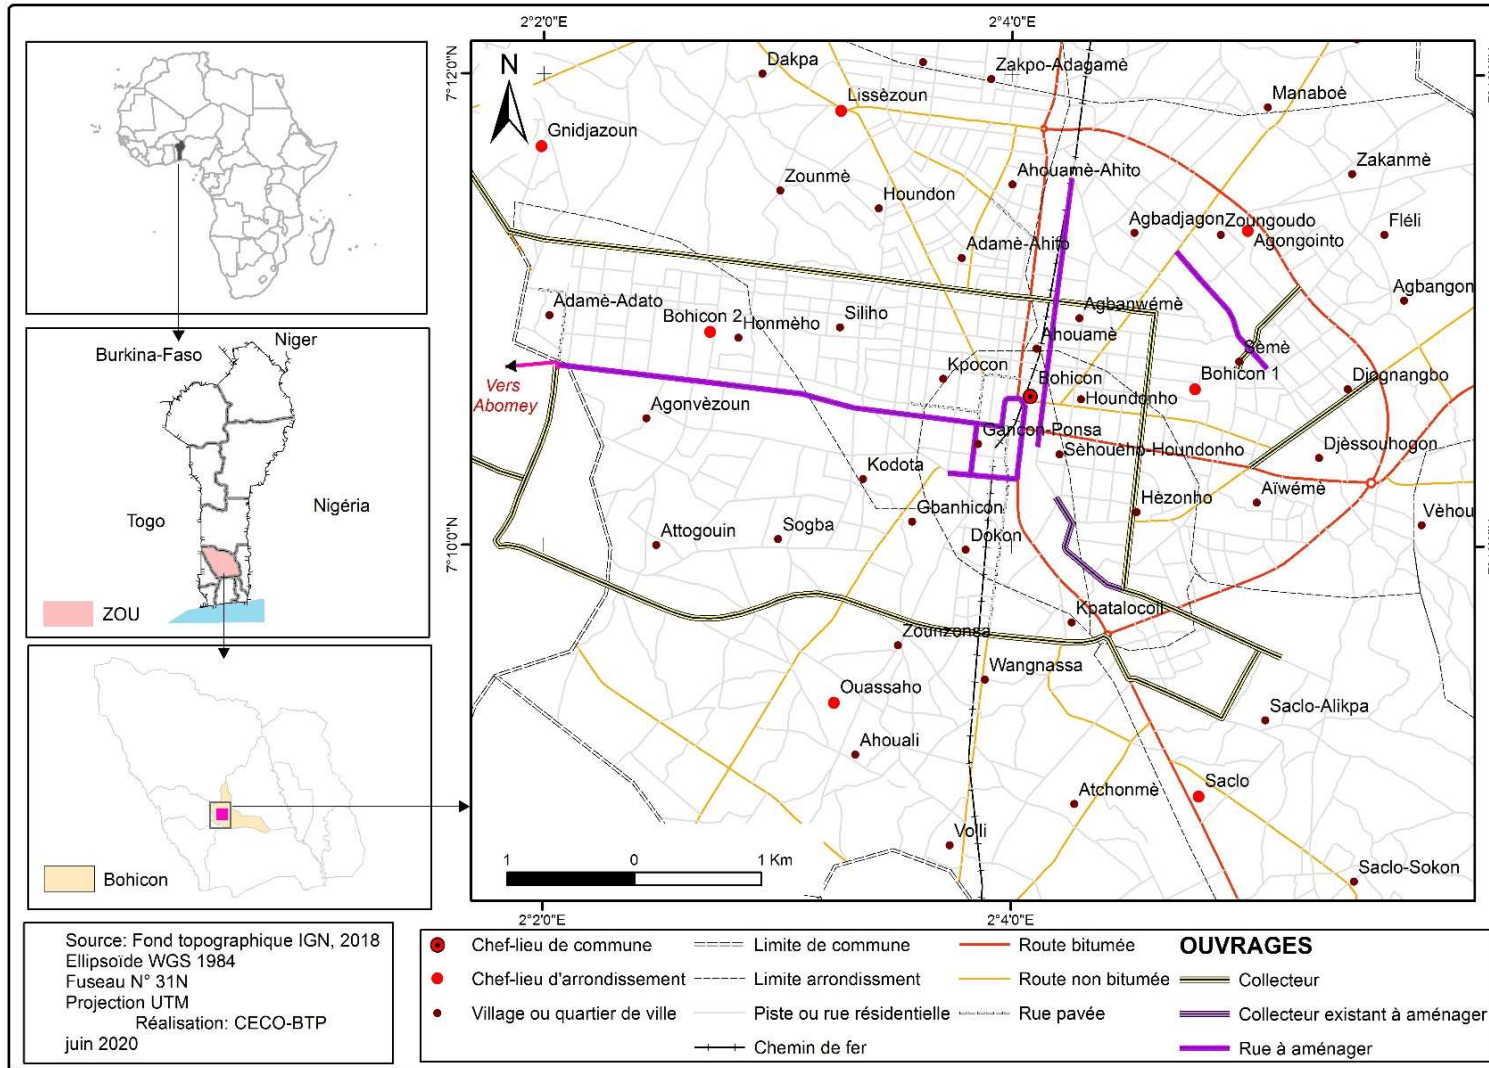 Burkina-Faso
Niger
Togo
Nigéria
ZOU
Bohicon
Source: Fond topographique IGN, 2018
Ellipsoïde WGS 1984
Fuseau N° 31N
Projection UTM
Réalisation: CECO-BTP
juin 2020
2°2'0"E
2°4'0"E
7°12'0"N
7°10'0"N
N
Dakpa
Zakpo-Adagamè
Manaboè
Lissèzoun
Gnidjazoun
Zakanmè
Zounmè
Ahouamè-Ahito
Houndon
Agbadjagon
Zoungoudo
Fléli
Agongointo
Adamè-Ahito
Agbangon
Adamè-Adato
Bohicon 2
Honmèho
Siliho
Agbanwémè
Ahouamè
Sèmè
Vers
Abomey
Kpocon
Bohicon
Bohicon 1
Djognangbo
Houndonho
Agonvèzoun
Gancon-Ponsa
Sèhouèho-Houndonho
Djèssouhogon
Kodota
Aïwémè
Hèzonho
Gbanhicon
Vèhou
Attogouin
Sogba
Dokon
Kpatalocoli
Zounzonsa
Wangnassa
Ouassaho
Saclo-Alikpa
Ahouali
Saclo
Atchonmè
Volli
Saclo-Sokon
1 0 1 Km
2°2'0"E
2°4'0"E
Chef-lieu de commune
Chef-lieu d'arrondissement
Village ou quartier de ville
Limite de commune
Limite arrondissment
Piste ou rue résidentielle
Chemin de fer
Route bitumée
Route non bitumée
Rue pavée
OUVRAGES
Collecteur
Collecteur existant à aménager
Rue à aménager